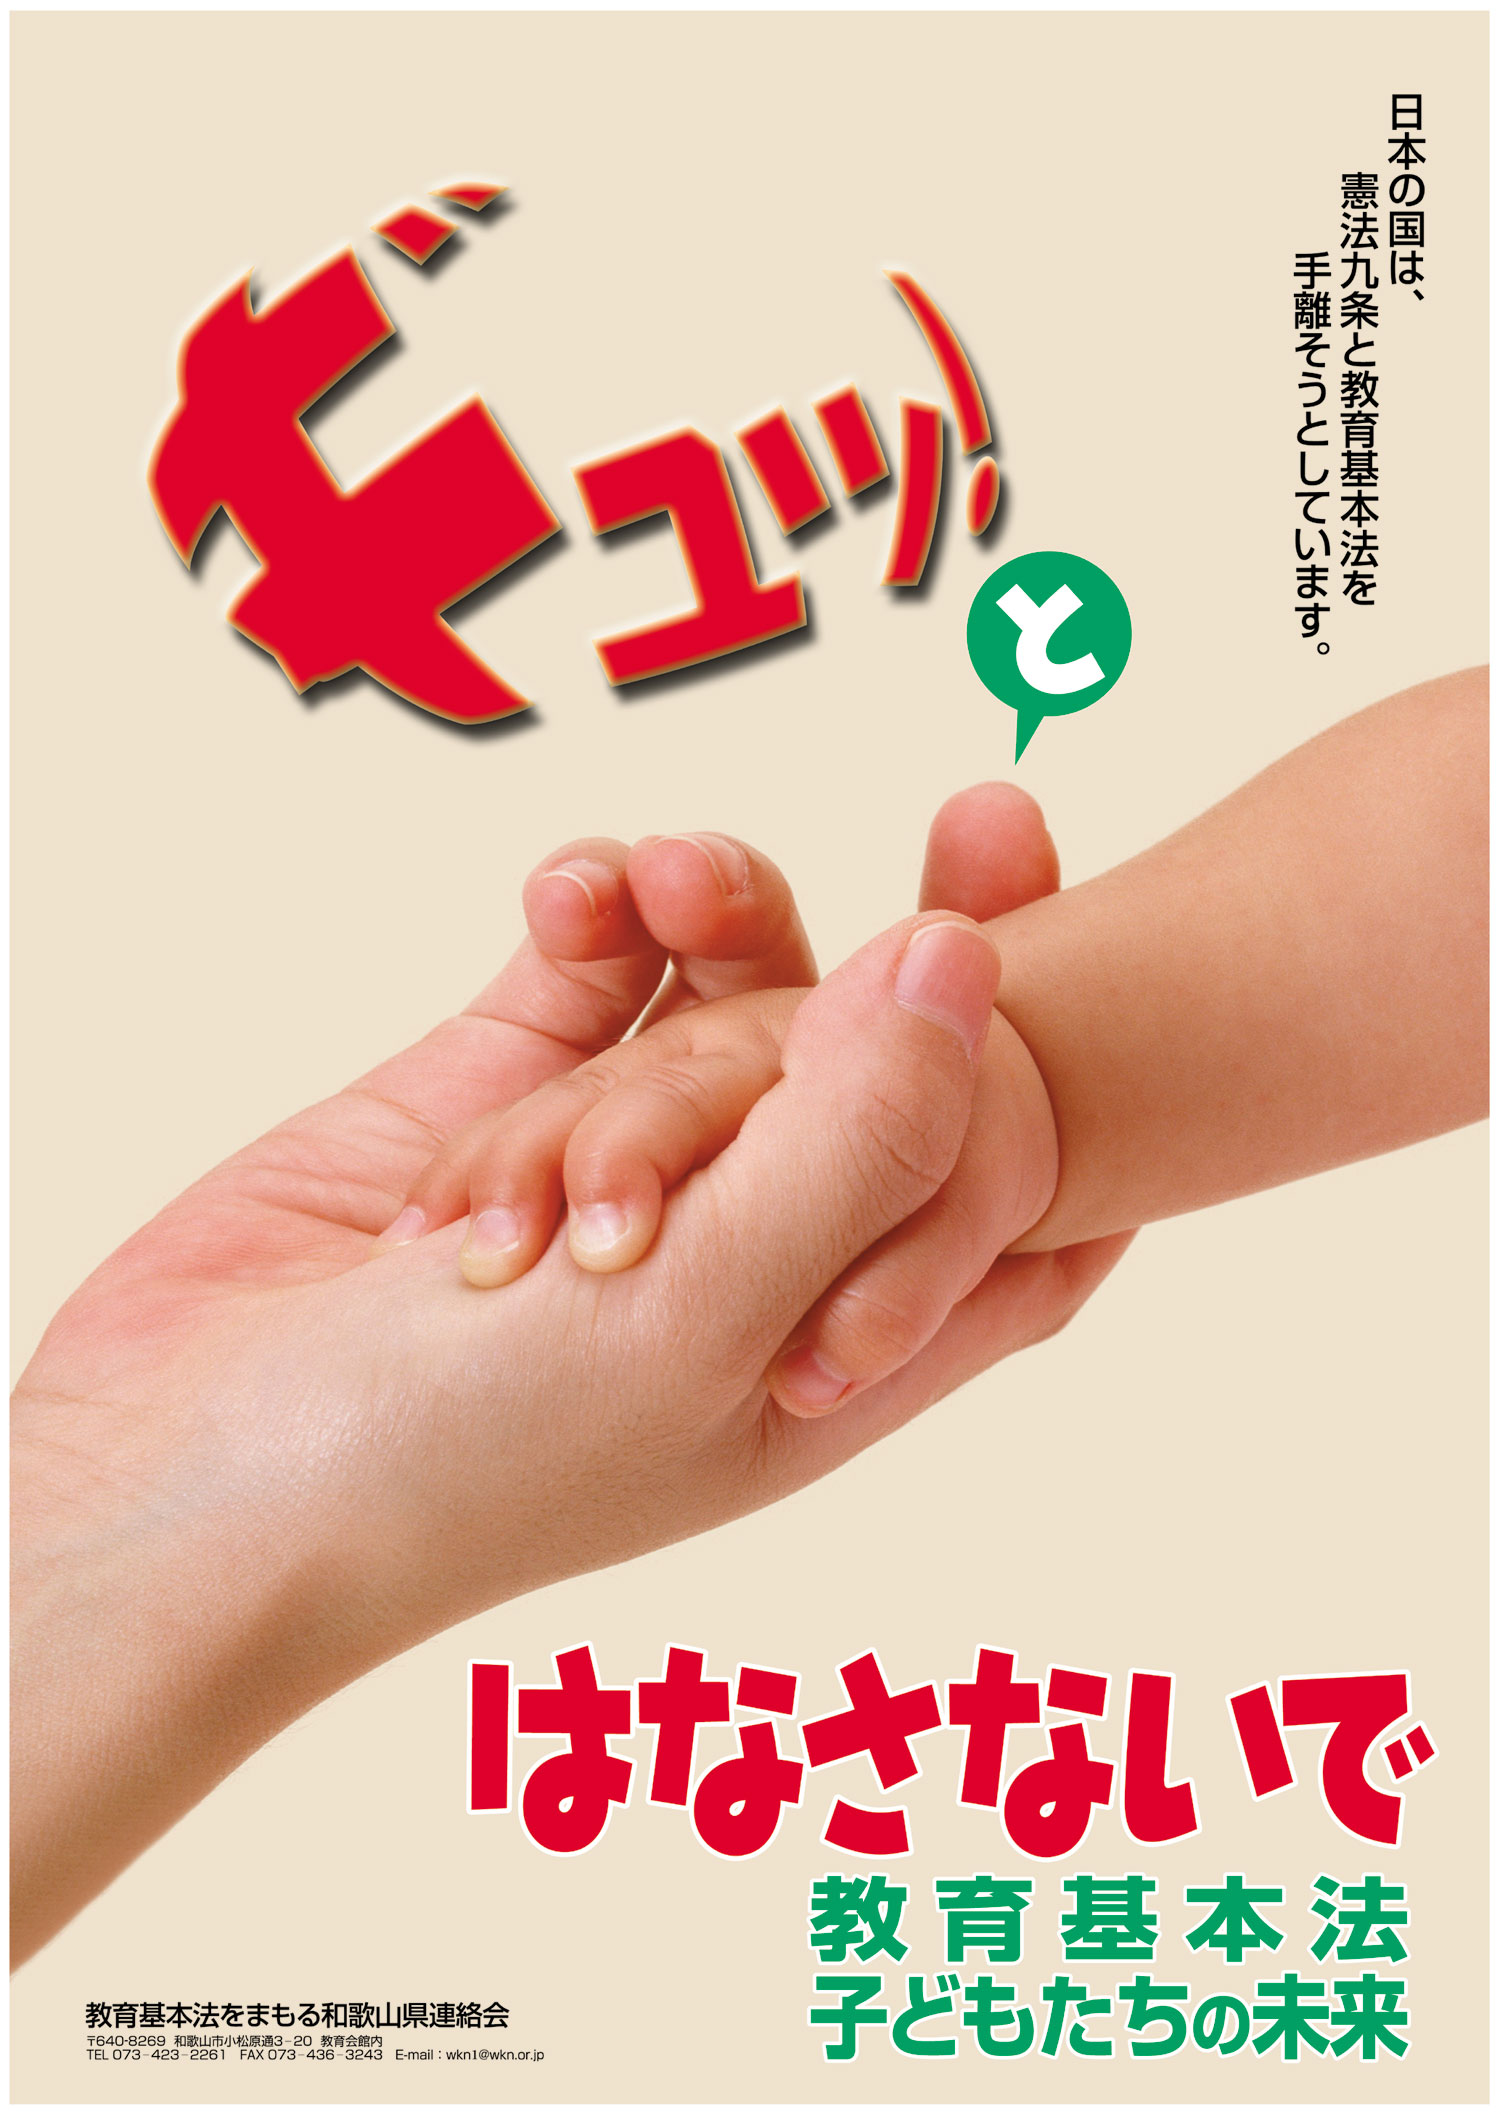 日本の国は、
憲法九条と教育基本法を
手離そうとしています。
ギュッ!
と
はなさないで
教育基本法
子どもたちの未来
教育基本法をまもる和歌山県連絡会
〒640-8269 和歌山市小松原通3-20 教育会館内
TEL 073-423-2261 FAX 073-436-3243 E-mail：wkn1@wkn.or.jp